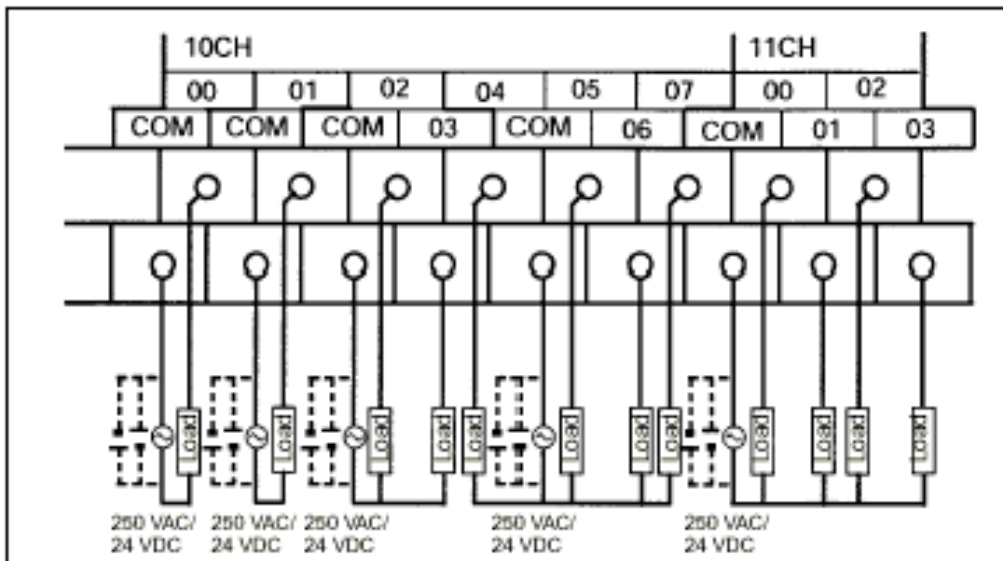 10CH 11CH
00 01 02 04 05 07 00 02
COM COM COM 03 COM 06 COM 01 03
Load Load Load Load Load Load Load Load Load Load Load Load
250 VAC/ 250 VAC/ 250 VAC/ 250 VAC/ 250 VAC/
24 VDC 24 VDC 24 VDC 24 VDC 24 VDC